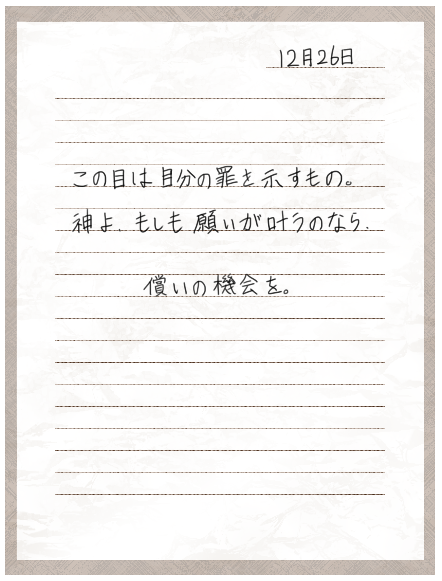 12月26日
この目は自分の罪を示すもの。
神よ、もしも願いが叶うのなら、
償いの機会を。